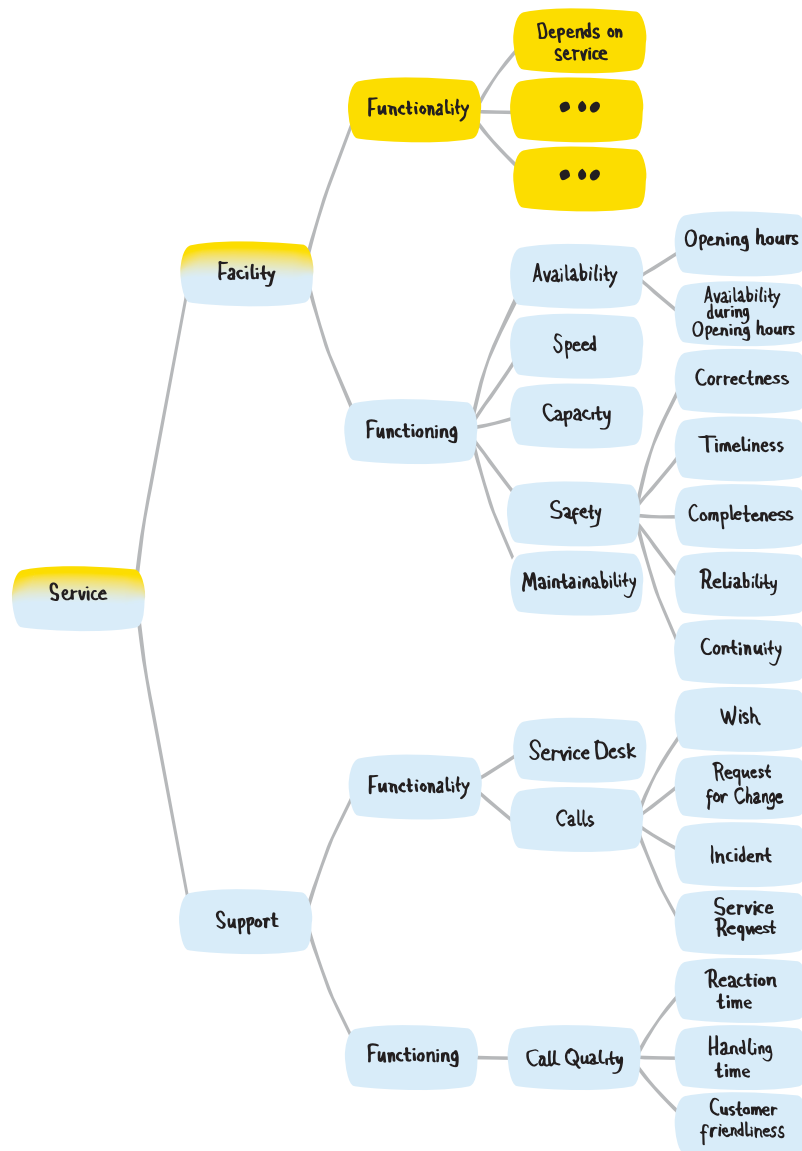 Depends on
service
Functionality
•••
•••
Facility
Opening hours
Availability
Availability
during
Opening hours
Speed
Correctness
Capacity
Functioning
Timeliness
Safety
Completeness
Maintainability
Reliability
Service
Continuity
Wish
Service Desk
Functionality
Request
for Change
Calls
Incident
Support
Service
Request
Reaction
time
Functioning
Call Quality
Handling
time
Customer
friendliness